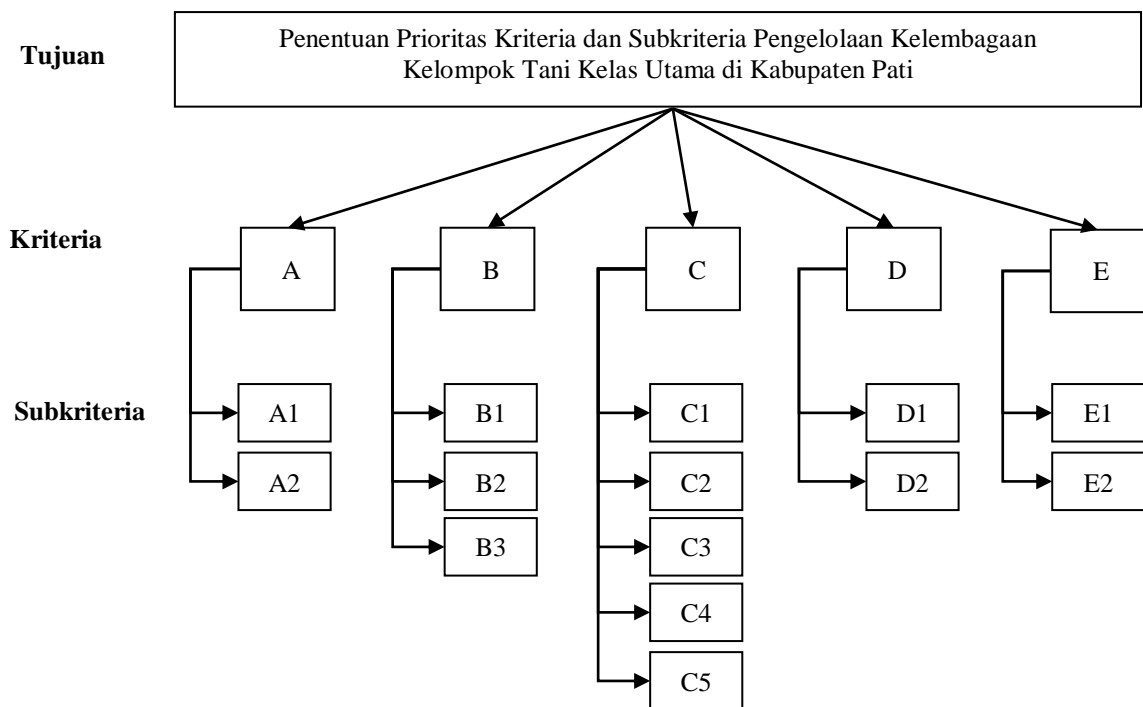 Tujuan
Penentuan Prioritas Kriteria dan Subkriteria Pengelolaan Kelembagaan
Kelompok Tani Kelas Utama di Kabupaten Pati
Kriteria
A
B
C
D
E
Subkriteria
A1
B1
C1
D1
E1
A2
B2
C2
D2
E2
B3
C3
C4
C5